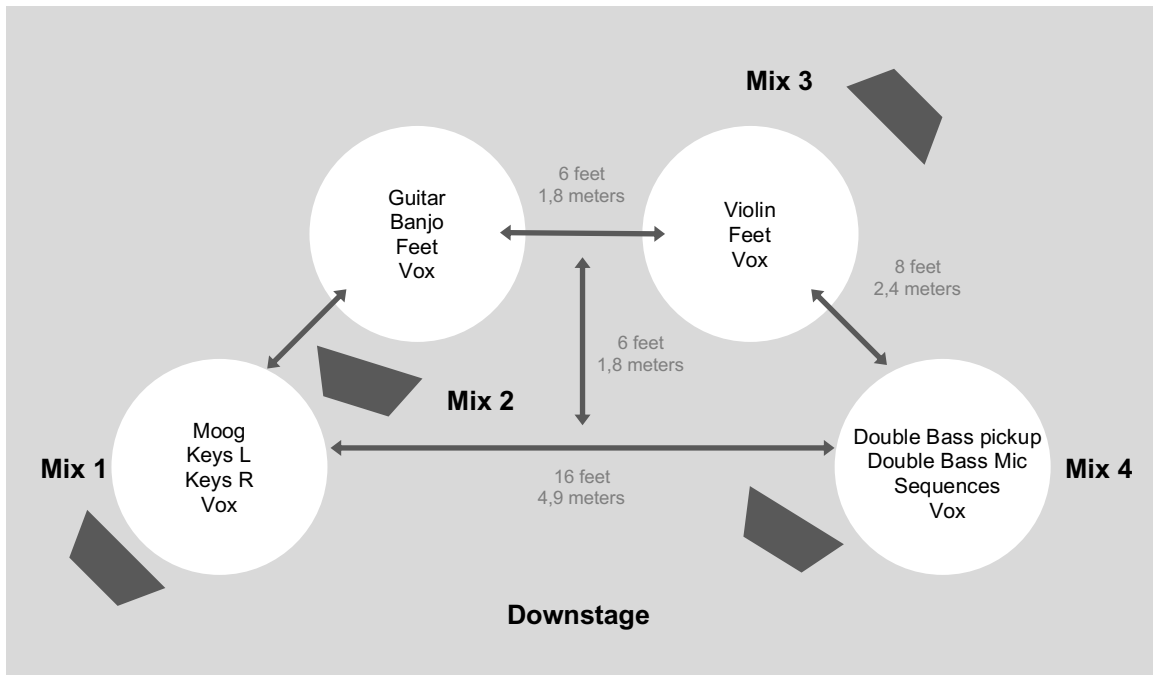 Mix 3
6 feet
1,8 meters
Guitar
Banjo
Feet
Vox
Violin
Feet
Vox
8 feet
2,4 meters
6 feet
1,8 meters
Mix 2
Moog
Keys L
Keys R
Vox
Mix 1
16 feet
4,9 meters
Double Bass pickup
Double Bass Mic
Sequences
Vox
Mix 4
Downstage